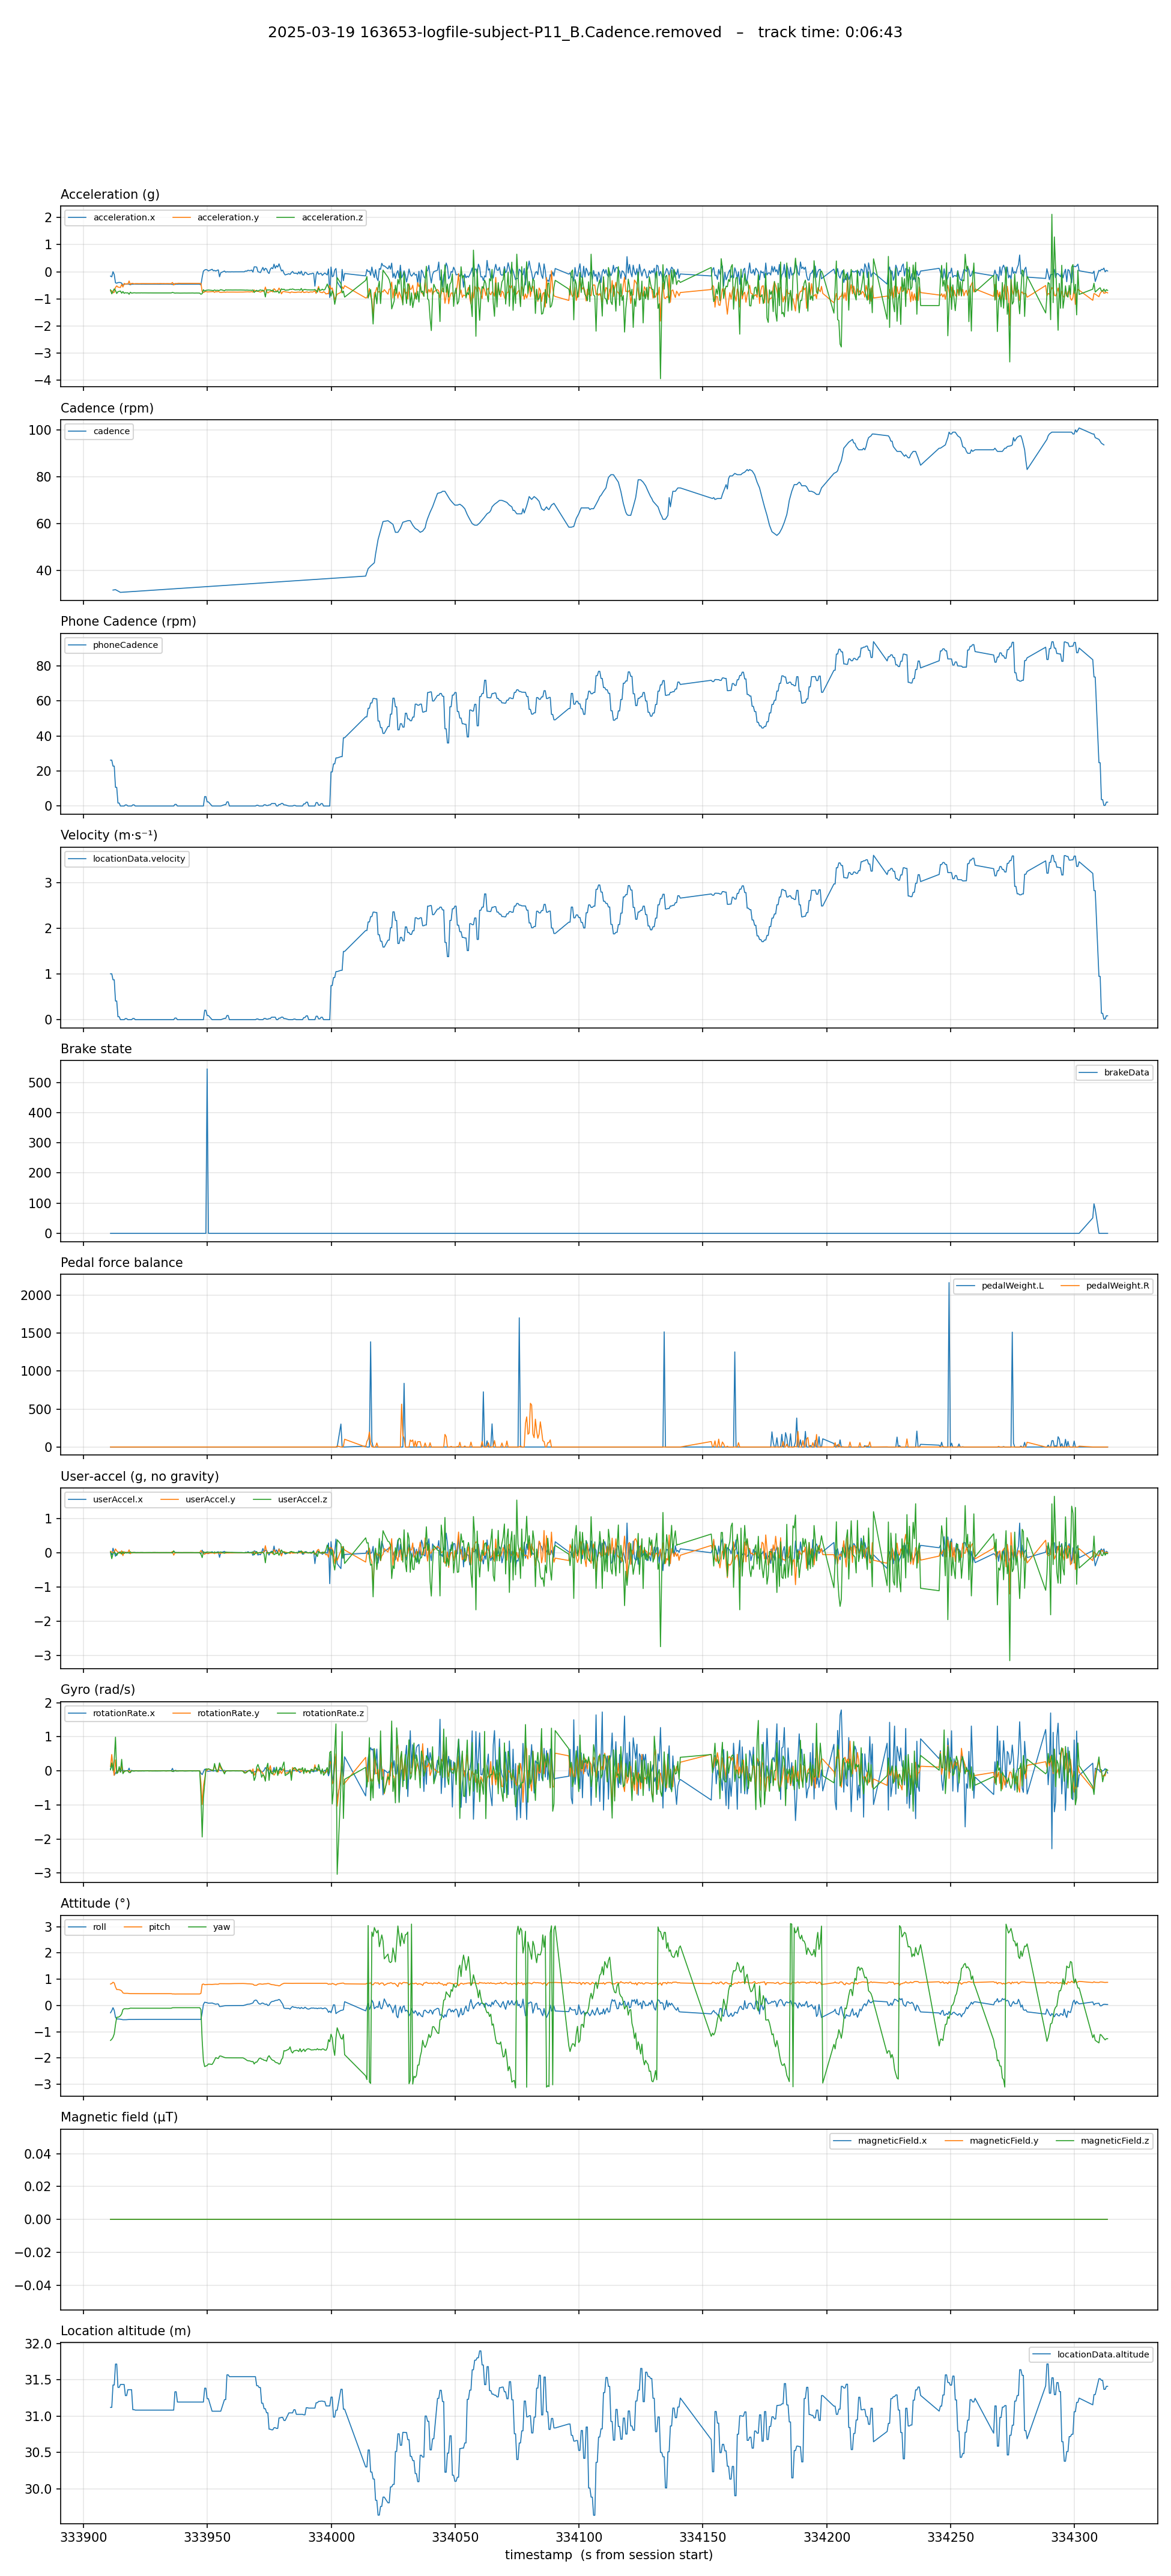 2025-03-19 163653-logfile-subject-P11_B.Cadence.removed – track time: 0:06:43
Acceleration (g)
acceleration.x acceleration.y acceleration.z
2
1
0
−1
−2
−3
−4
Cadence (rpm)
cadence
100
80
60
40
Phone Cadence (rpm)
phoneCadence
80
60
40
20
0
Velocity (m·s⁻¹)
locationData.velocity
3
2
1
0
Brake state
brakeData
500
400
300
200
100
0
Pedal force balance
pedalWeight.L pedalWeight.R
2000
1500
1000
500
0
User-accel (g, no gravity)
userAccel.x userAccel.y userAccel.z
1
0
−1
−2
−3
Gyro (rad/s)
rotationRate.x rotationRate.y rotationRate.z
2
1
0
−1
−2
−3
Attitude (°)
roll pitch yaw
3
2
1
0
−1
−2
−3
Magnetic field (µT)
magneticField.x magneticField.y magneticField.z
0.04
0.02
0.00
−0.02
−0.04
Location altitude (m)
locationData.altitude
32.0
31.5
31.0
30.5
30.0
333900 333950 334000 334050 334100 334150 334200 334250 334300
timestamp (s from session start)